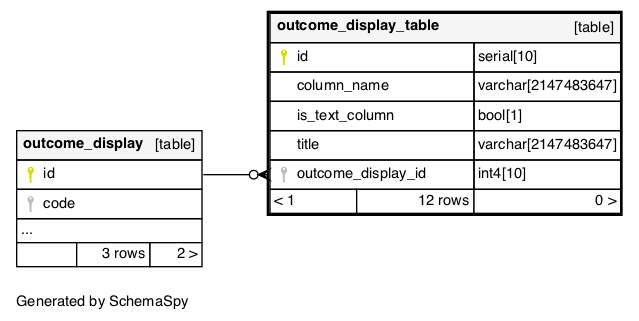 outcome_display_table [table]
id serial[10]
column_name varchar[2147483647]
is_text_column bool[1]
title varchar[2147483647]
outcome_display_id int4[10]
< 1 12 rows 0 >
outcome_display [table]
id
code
...
3 rows 2 >
Generated by SchemaSpy